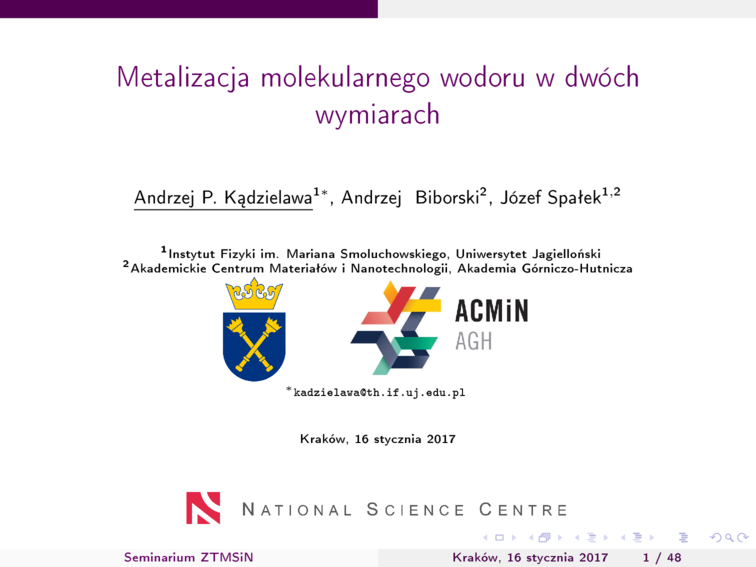 Metalizacja molekularnego wodoru w dwóch
wymiarach
Andrzej P. Kądzielawa¹*, Andrzej Biborski², Józef Spałek¹,²
¹Instytut Fizyki im. Mariana Smoluchowskiego, Uniwersytet Jagielloński
²Akademickie Centrum Materiałów i Nanotechnologii, Akademia Górniczo-Hutnicza
ACMiN
AGH
*kadzielawa@th.if.uj.edu.pl
Kraków, 16 stycznia 2017
NATIONAL SCIENCE CENTRE
Seminarium ZTMSiN Kraków, 16 stycznia 2017 1 / 48